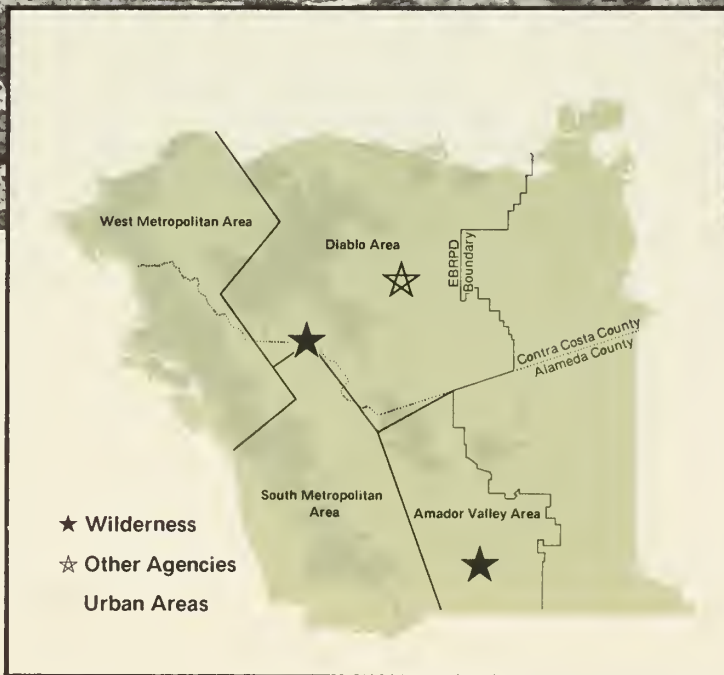 West Metropolitan Area
Diablo Area
EBRPD
Boundary
Contra Costa County
Alameda County
South Metropolitan
Area
Amador Valley Area
★ Wilderness
☆ Other Agencies
Urban Areas